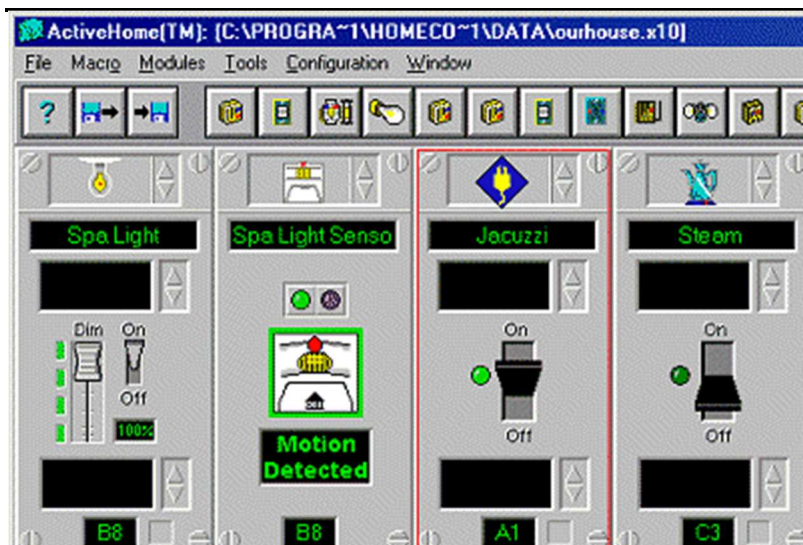 ActiveHome(TM): [C:\PROGRA~1\HOMECO~1\DATA\ourhouse.x10]
File Macro Modules Tools Configuration Window
?
Spa Light
Spa Light Senso
Jacuzzi
Steam
Dim On
Off
100%
Motion
Detected
On
Off
On
Off
B8
B8
A1
C3